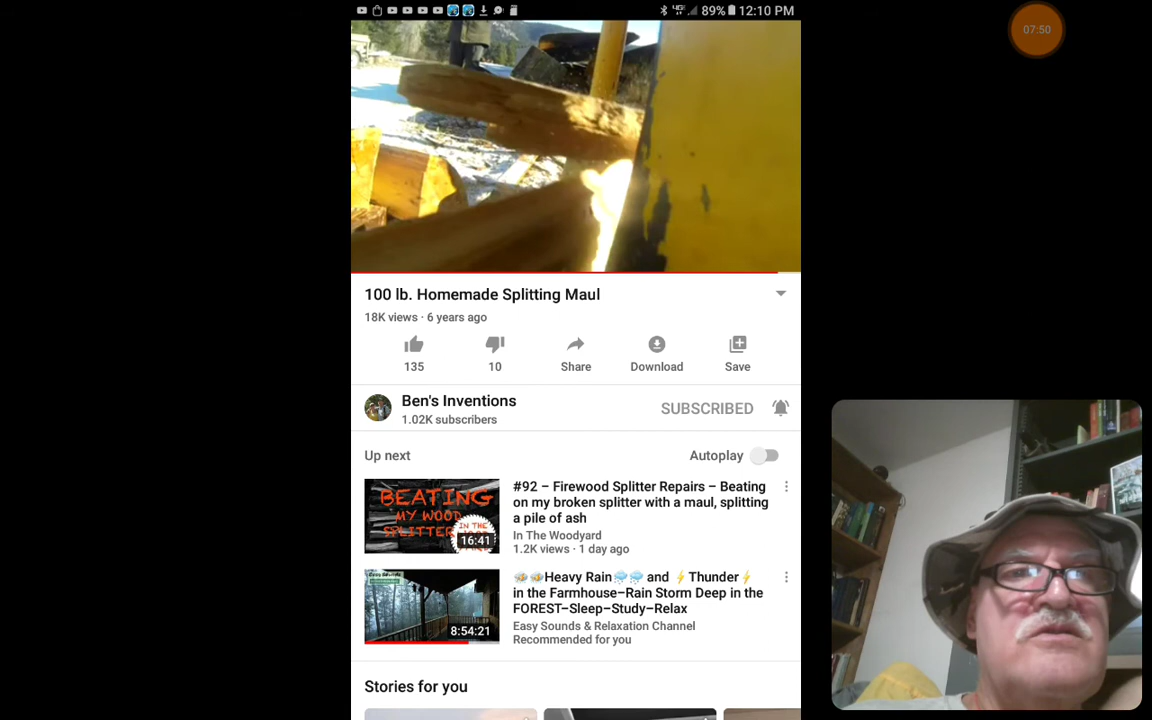 89% 12:10 PM
07:50
100 lb. Homemade Splitting Maul
18K views · 6 years ago
135
10
Share
Download
Save
Ben's Inventions
1.02K subscribers
SUBSCRIBED
Up next
Autoplay
BEATING
MY WOOD
SPLITTER
IN THE
16:41
#92 – Firewood Splitter Repairs – Beating
on my broken splitter with a maul, splitting
a pile of ash
In The Woodyard
1.2K views · 1 day ago
8:54:21
Heavy Rain🌧🌧 and ⚡Thunder⚡
in the Farmhouse–Rain Storm Deep in the
FOREST–Sleep–Study–Relax
Easy Sounds & Relaxation Channel
Recommended for you
Stories for you